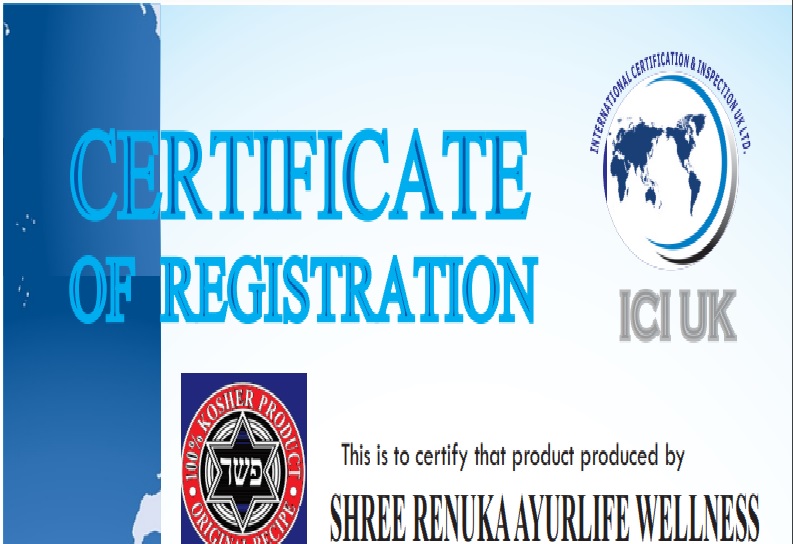 CERTIFICATE
OF REGISTRATION
INTERNATIONAL CERTIFICATION & INSPECTION UK LTD.
ICI UK
100% KOSHER PRODUCT
פשר
ORIGINAL RECIPE
This is to certify that product produced by
SHREE RENUKA AYURLIFE WELLNESS